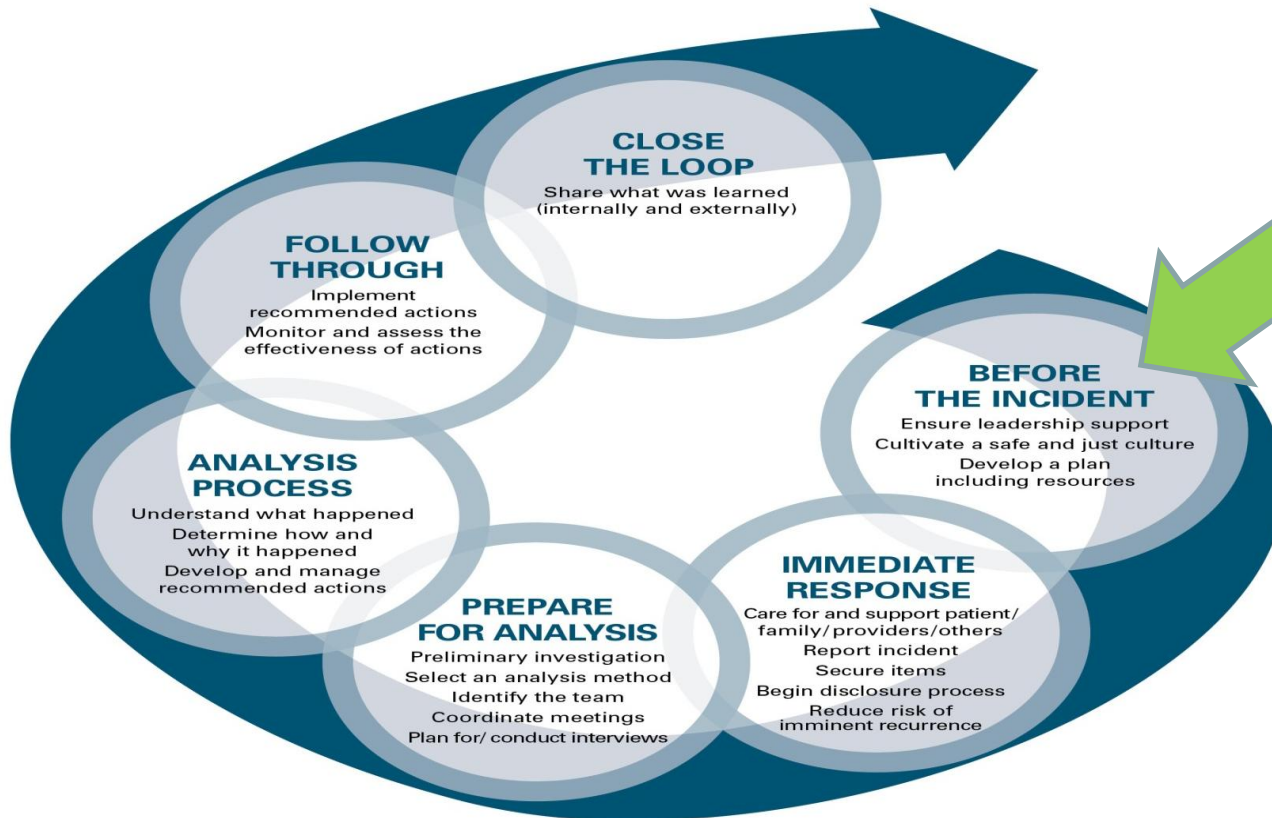 CLOSE
THE LOOP
Share what was learned
(internally and externally)
FOLLOW
THROUGH
Implement
recommended actions
Monitor and assess the
effectiveness of actions
BEFORE
THE INCIDENT
Ensure leadership support
Cultivate a safe and just culture
Develop a plan
including resources
ANALYSIS
PROCESS
Understand what happened
Determine how and
why it happened
Develop and manage
recommended actions
IMMEDIATE
RESPONSE
Care for and support patient/
family/providers/others
Report incident
Secure items
Begin disclosure process
Reduce risk of
imminent recurrence
PREPARE
FOR ANALYSIS
Preliminary investigation
Select an analysis method
Identify the team
Coordinate meetings
Plan for/ conduct interviews